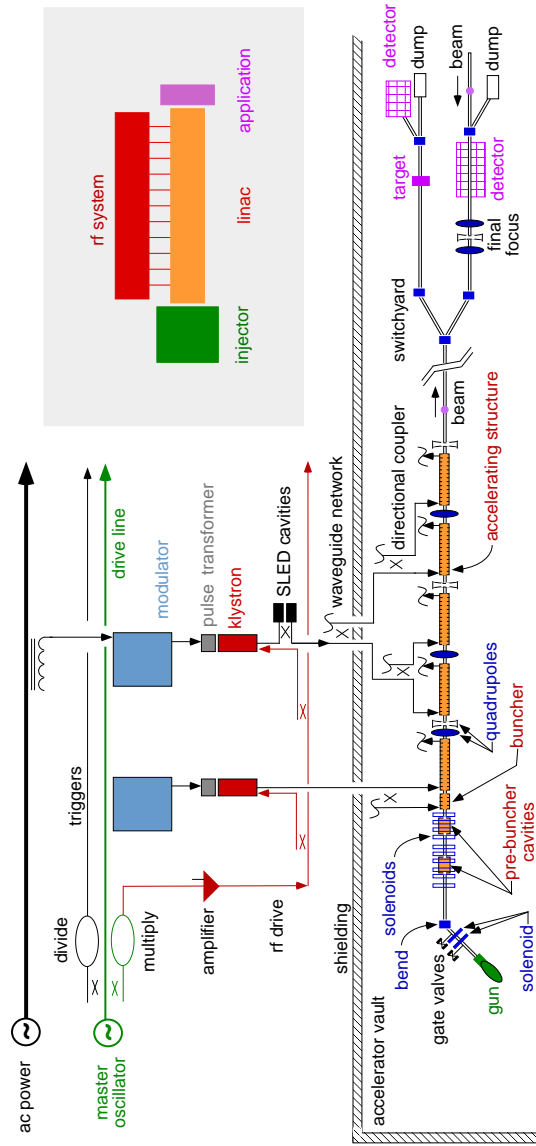 ac power
~
master
oscillator
~
divide
triggers
multiply
drive line
modulator
amplifier
pulse transformer
klystron
SLED cavities
rf drive
shielding
waveguide network
accelerator vault
directional coupler
gate valves
bend
solenoids
gun
solenoid
pre-buncher
cavities
buncher
quadrupoles
accelerating structure
beam
switchyard
target
detector
dump
final
focus
detector
beam
dump
rf system
injector
linac
application